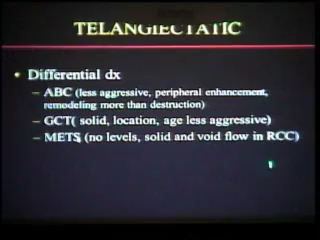 TELANGIECTATIC
• Differential dx
– ABC (less aggressive, peripheral enhancement, remodeling more than destruction)
– GCT( solid, location, age less aggressive)
– METS (no levels, solid and void flow in RCC)